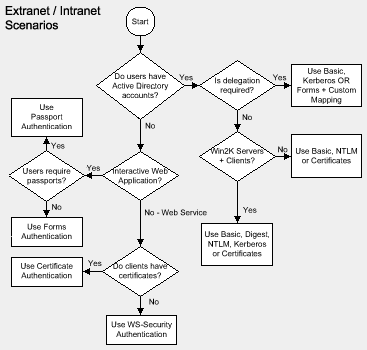 Extranet / Intranet
Scenarios
Start
Do users have
Active Directory
accounts?
Yes
Is delegation
required?
Yes
Use Basic,
Kerberos OR
Forms + Custom
Mapping
No
No
Use
Passport
Authentication
Yes
Users require
passports?
Yes
Interactive Web
Application?
Win2K Servers
+ Clients?
No
Use Basic, NTLM
or Certificates
No
No - Web Service
Yes
Use Forms
Authentication
Use Basic, Digest,
NTLM, Kerberos
or Certificates
Use Certificate
Authentication
Yes
Do clients have
certificates?
No
Use WS-Security
Authentication